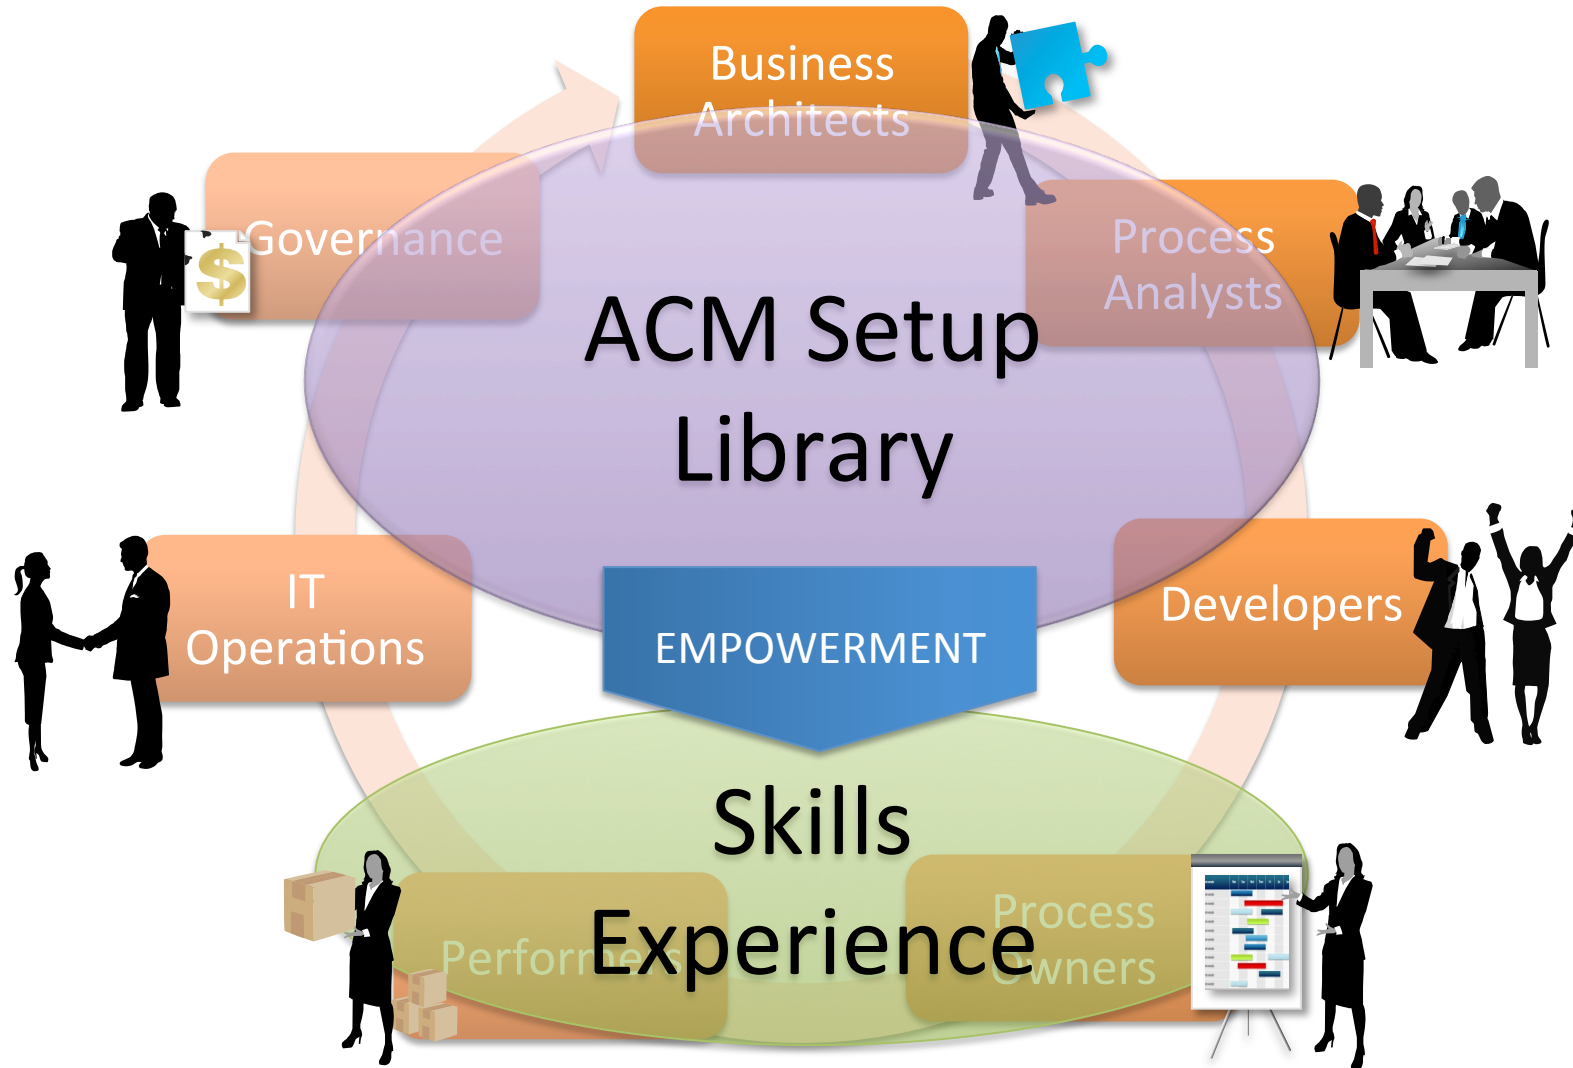 Business
Architects
Governance
Process
Analysts
ACM Setup
Library
IT
Operations
Developers
EMPOWERMENT
Skills
Experience
Performers
Process
Owners
$